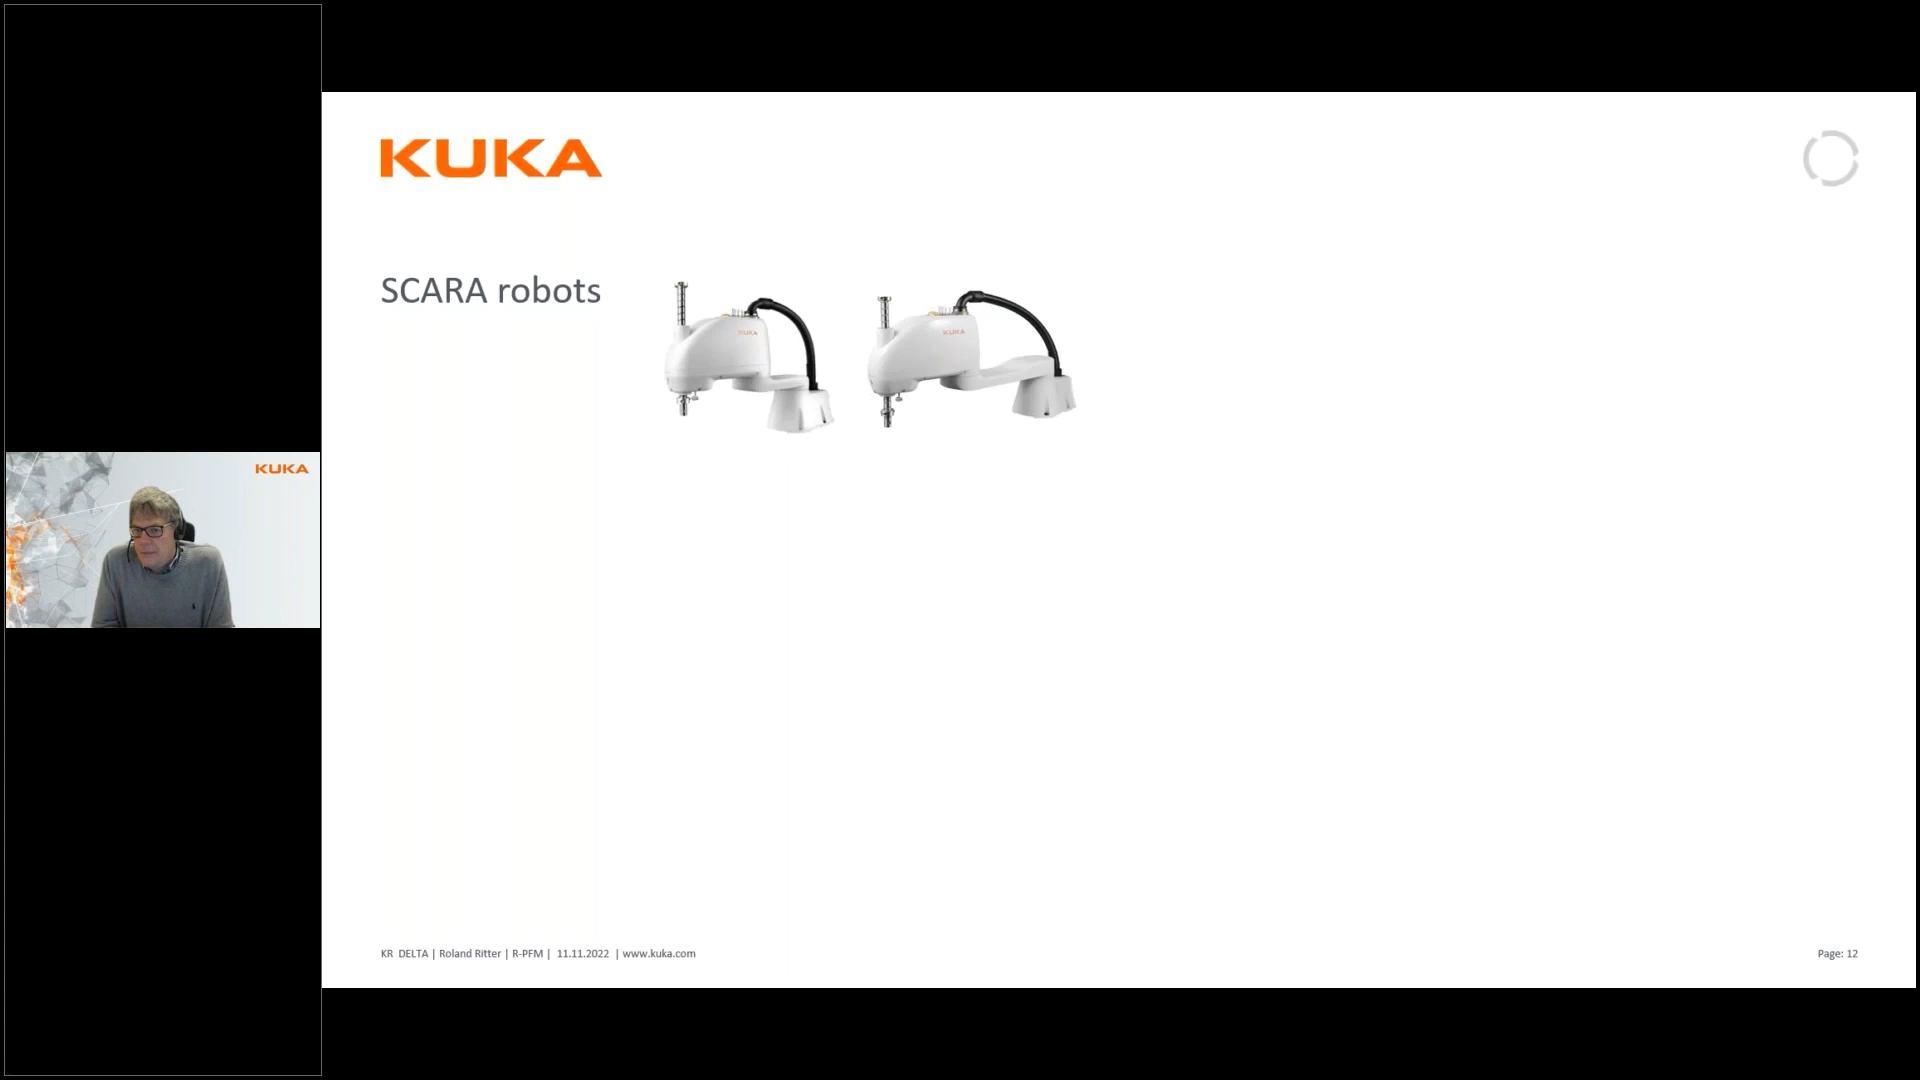 KUKA
KUKA
SCARA robots
KUKA
KUKA
KR DELTA | Roland Ritter | R-PFM | 11.11.2022 | www.kuka.com
Page: 12